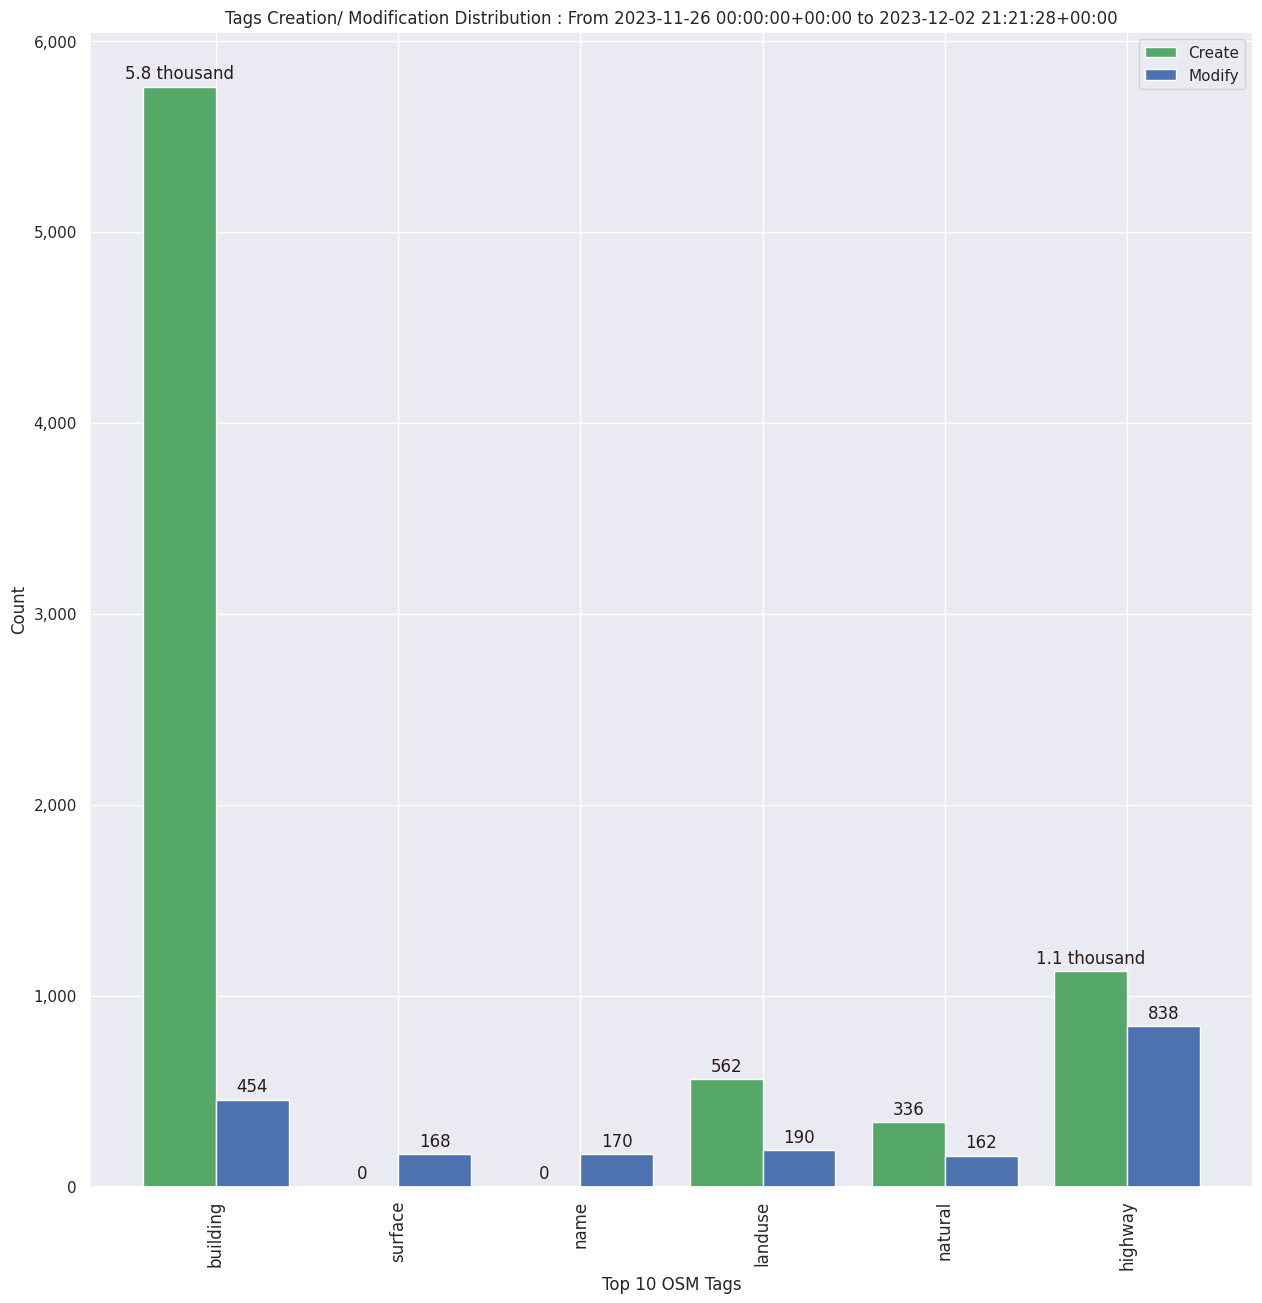 Tags Creation/ Modification Distribution : From 2023-11-26 00:00:00+00:00 to 2023-12-02 21:21:28+00:00
Create
Modify
6,000
5,000
4,000
3,000
2,000
1,000
0
Count
5.8 thousand
454
0
168
0
170
562
190
336
162
1.1 thousand
838
building
surface
name
landuse
natural
highway
Top 10 OSM Tags